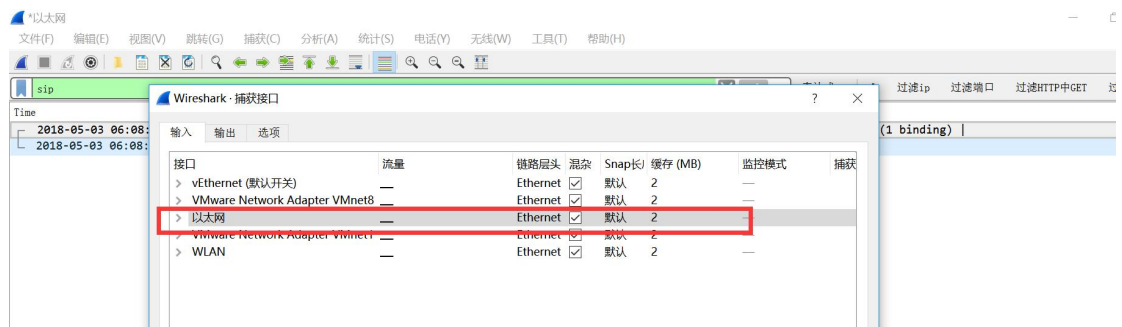 *以太网
文件(F) 编辑(E) 视图(V) 跳转(G) 捕获(C) 分析(A) 统计(S) 电话(Y) 无线(W) 工具(T) 帮助(H)
sip
过滤ip 过滤端口 过滤HTTP中GET
Wireshark · 捕获接口
Time
2018-05-03 06:08: (1 binding) |
2018-05-03 06:08:
输入 输出 选项
接口 流量 链路层头 混杂 Snap长 缓存 (MB) 监控模式 捕获
vEthernet (默认开关) Ethernet 默认 2 —
VMware Network Adapter VMnet8 Ethernet 默认 2 —
以太网 Ethernet 默认 2 —
VMware Network Adapter VMnet1 Ethernet 默认 2 —
WLAN Ethernet 默认 2 —